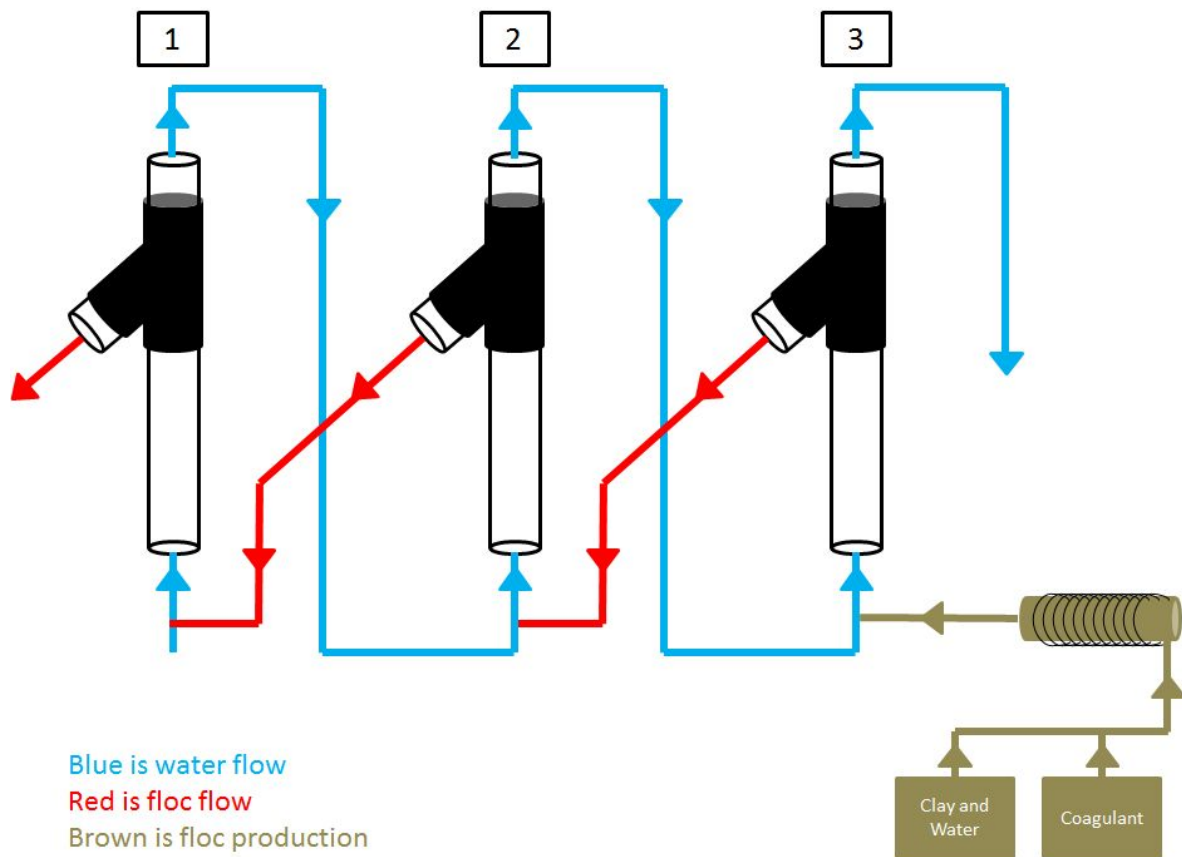 1
2
3
Clay and
Water
Coagulant
Blue is water flow
Red is floc flow
Brown is floc production